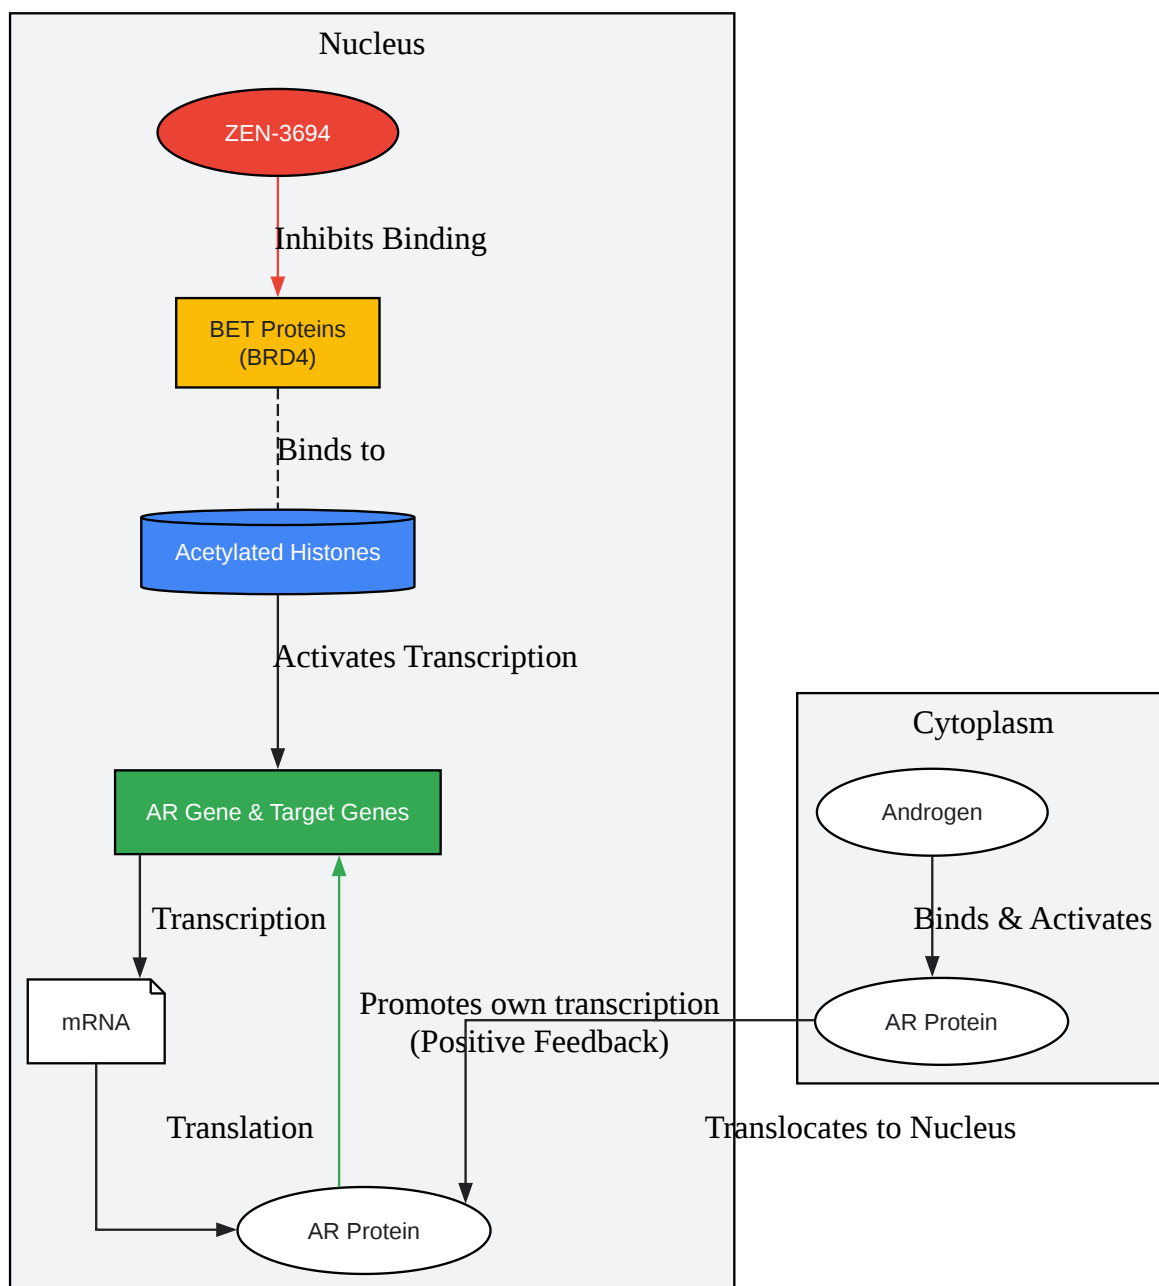 Nucleus
ZEN-3694
Inhibits Binding
BET Proteins
(BRD4)
Binds to
Acetylated Histones
Activates Transcription
Cytoplasm
AR Gene & Target Genes
Androgen
Transcription
Binds & Activates
Promotes own transcription
(Positive Feedback)
mRNA
AR Protein
Translation
Translocates to Nucleus
AR Protein